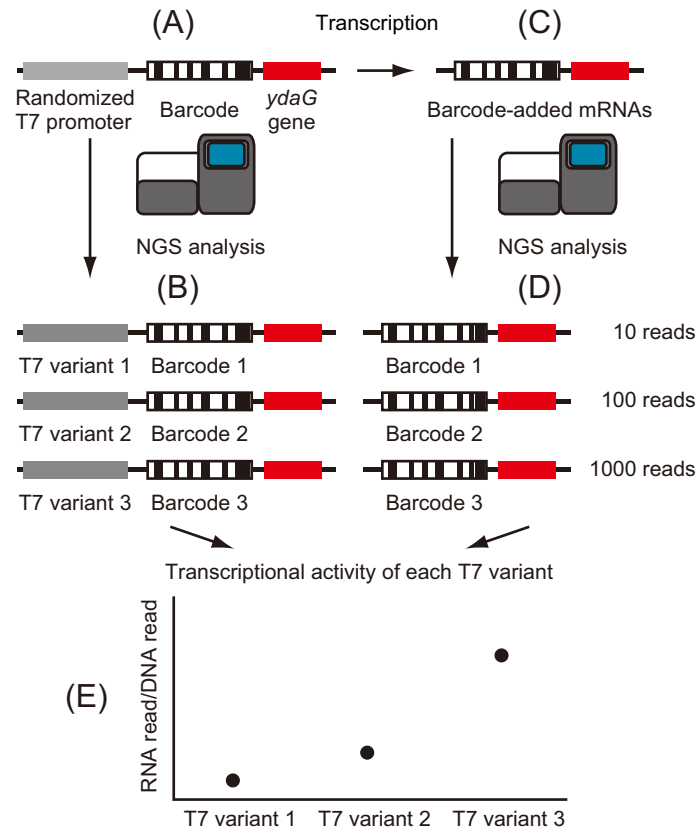 (A)
Transcription
(C)
Randomized
T7 promoter
Barcode
ydaG
gene
Barcode-added mRNAs
NGS analysis
NGS analysis
(B)
(D)
10 reads
T7 variant 1
Barcode 1
Barcode 1
100 reads
T7 variant 2
Barcode 2
Barcode 2
1000 reads
T7 variant 3
Barcode 3
Barcode 3
Transcriptional activity of each T7 variant
(E)
RNA read/DNA read
T7 variant 1
T7 variant 2
T7 variant 3